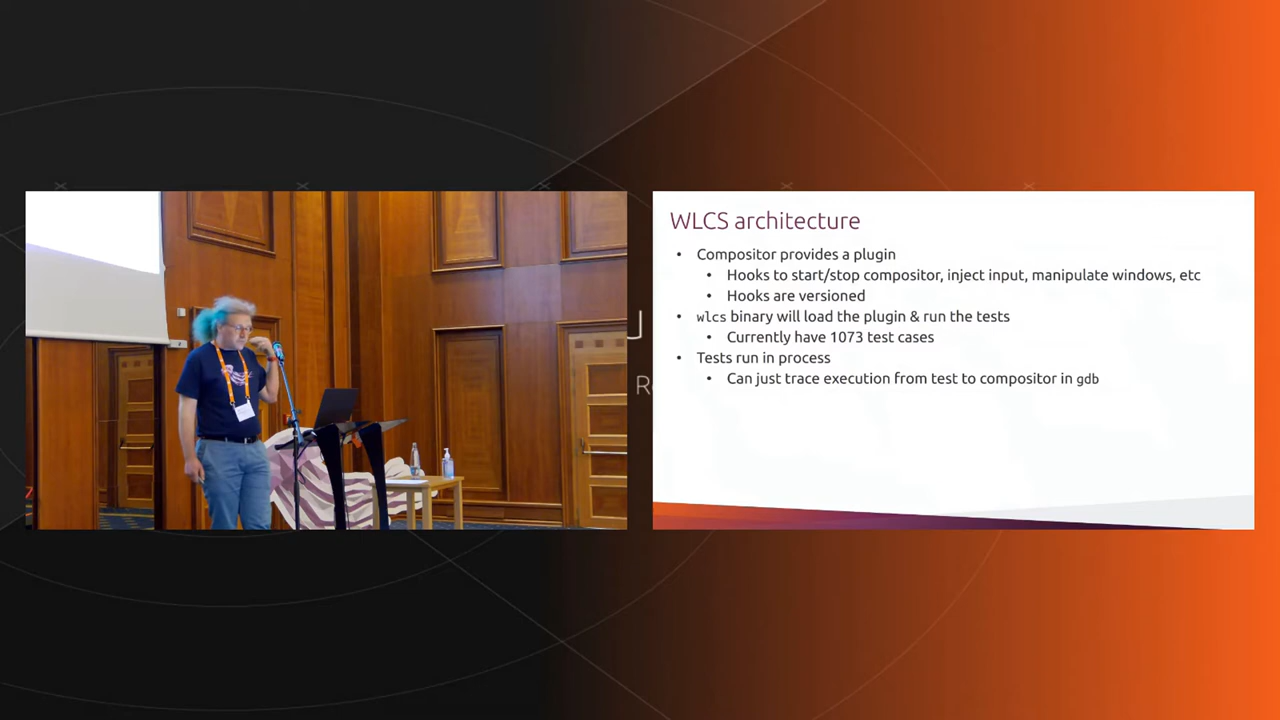 WLCS architecture
• Compositor provides a plugin
• Hooks to start/stop compositor, inject input, manipulate windows, etc
• Hooks are versioned
• wlcs binary will load the plugin & run the tests
• Currently have 1073 test cases
• Tests run in process
• Can just trace execution from test to compositor in gdb